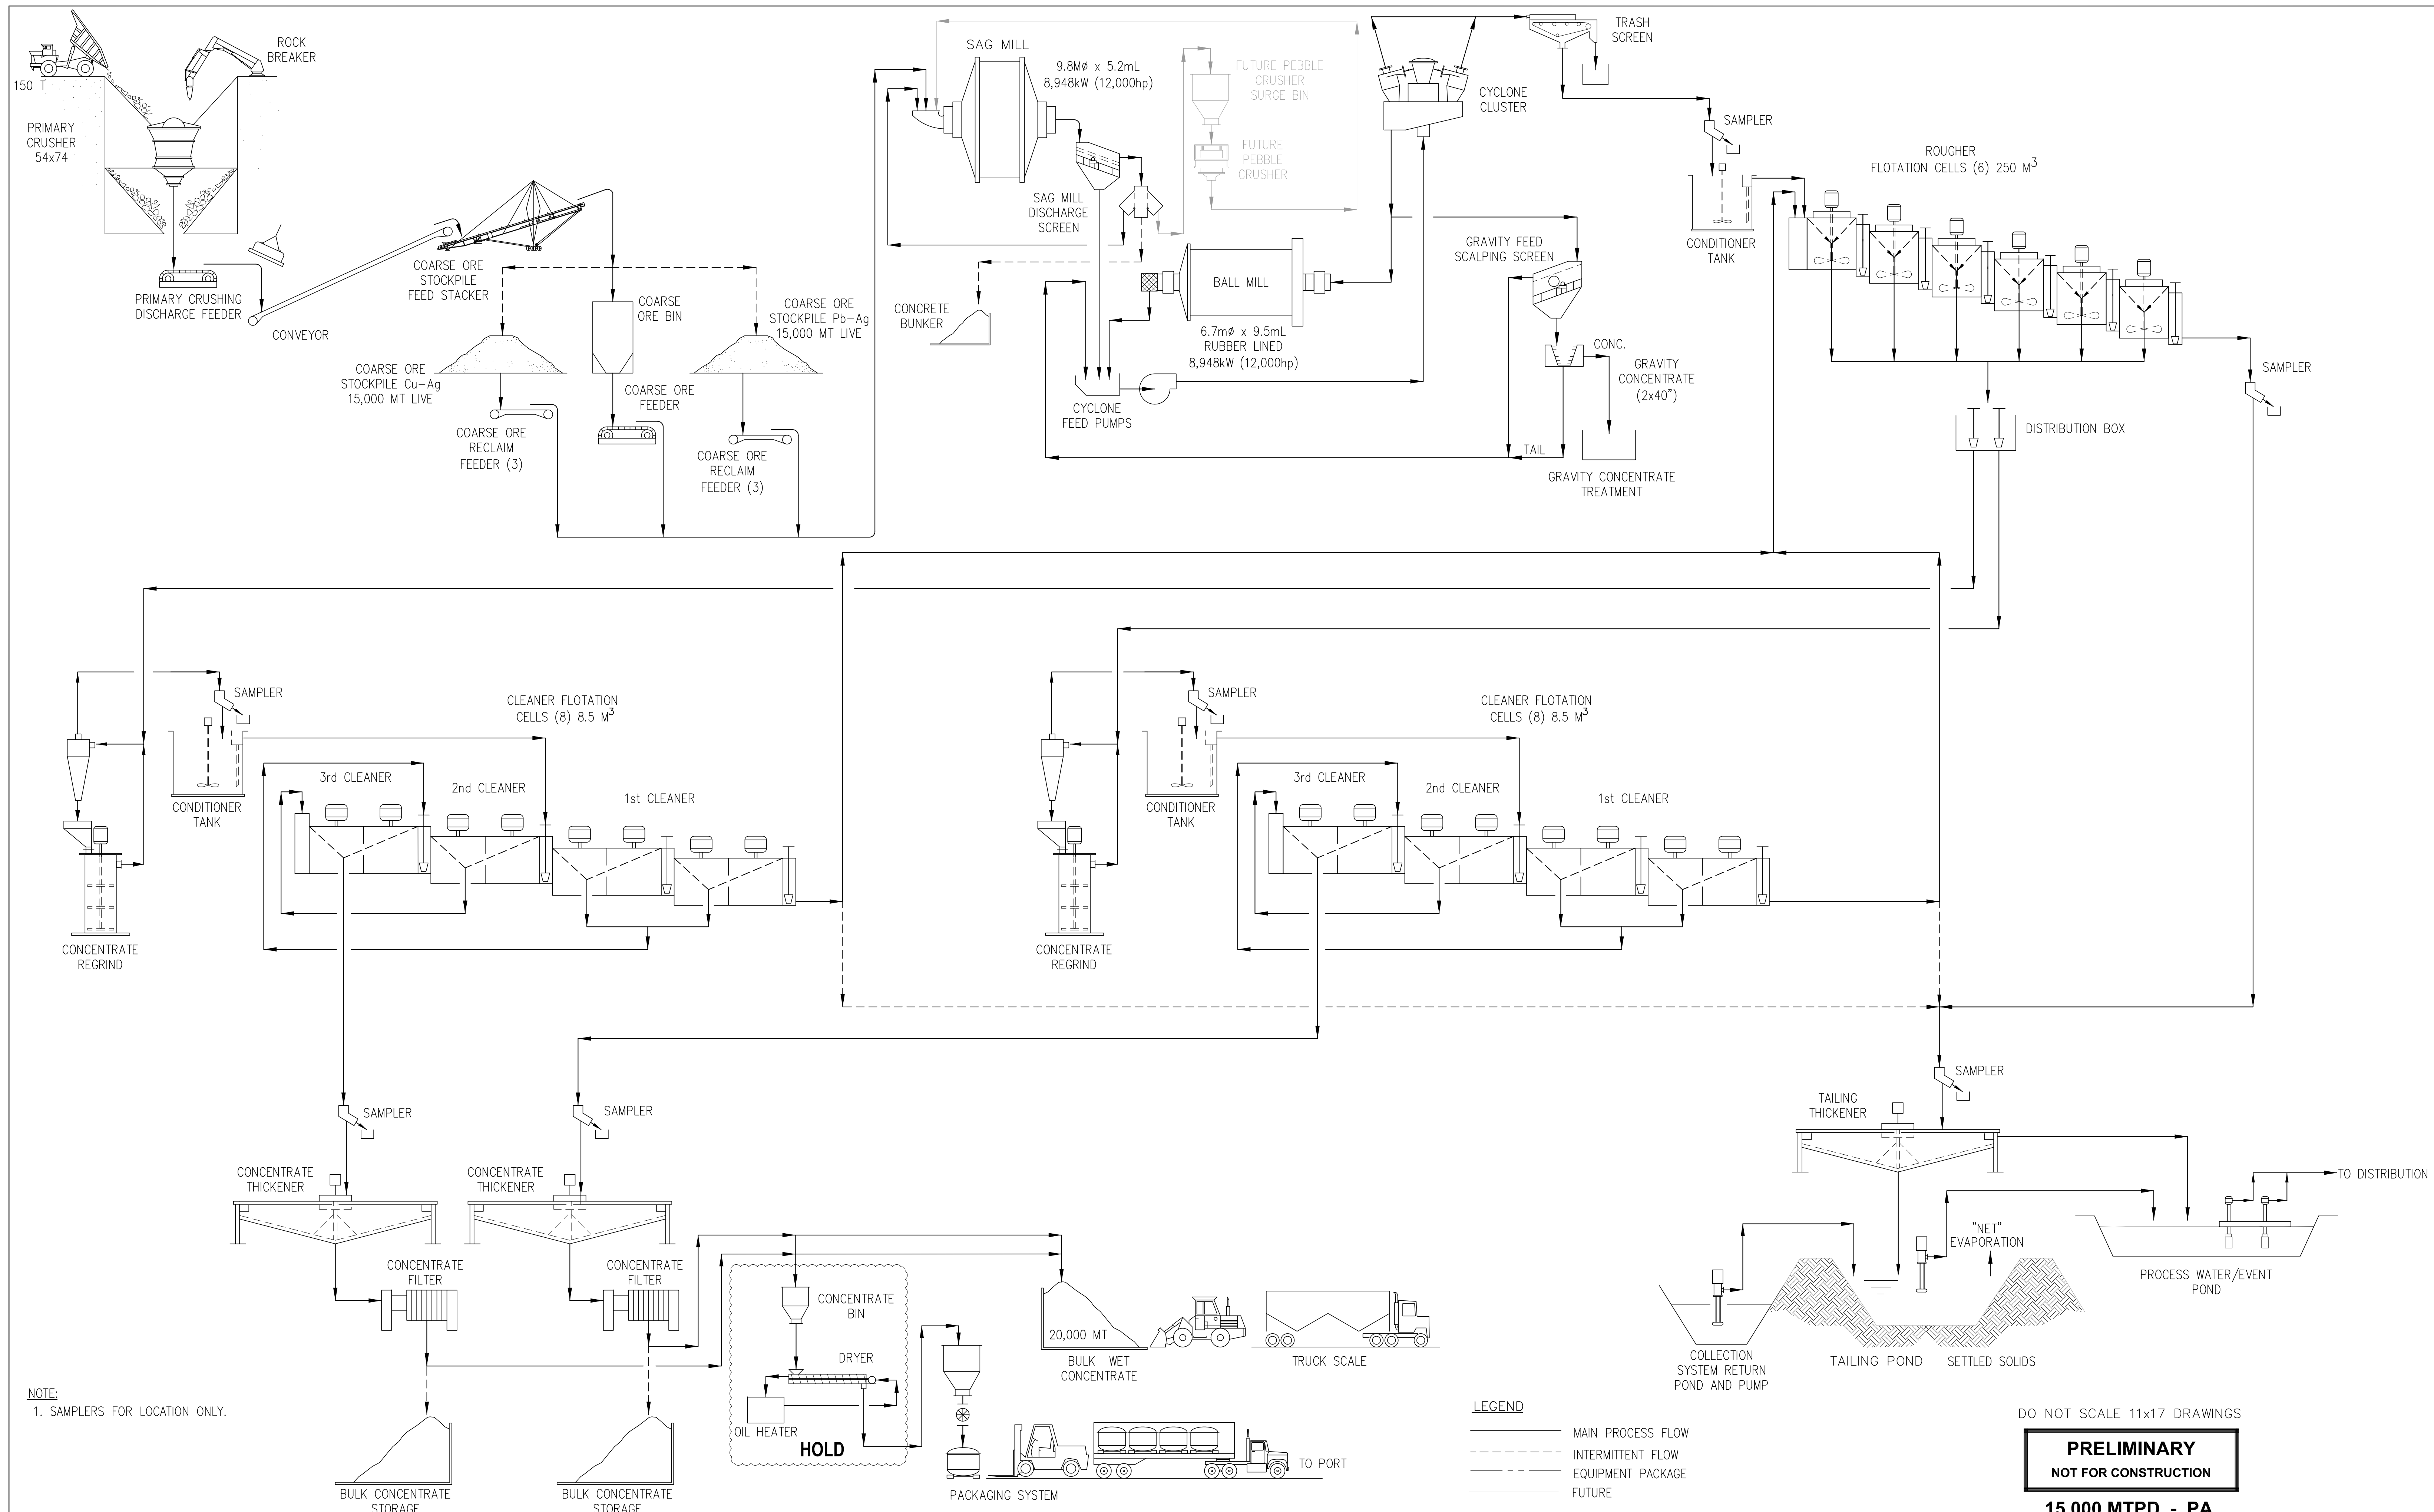 ROCK
BREAKER
150 T
PRIMARY
CRUSHER
54x74
PRIMARY CRUSHING
DISCHARGE FEEDER
CONVEYOR
COARSE ORE
STOCKPILE
FEED STACKER
COARSE ORE
STOCKPILE Cu-Ag
15,000 MT LIVE
COARSE
ORE BIN
COARSE ORE
STOCKPILE Pb-Ag
15,000 MT LIVE
COARSE ORE
RECLAIM
FEEDER (3)
COARSE ORE
FEEDER
COARSE ORE
RECLAIM
FEEDER (3)
SAG MILL
9.8MØ x 5.2mL
8,948kW (12,000hp)
SAG MILL
DISCHARGE
SCREEN
FUTURE PEBBLE
CRUSHER
SURGE BIN
FUTURE
PEBBLE
CRUSHER
CONCRETE
BUNKER
BALL MILL
6.7mØ x 9.5mL
RUBBER LINED
8,948kW (12,000hp)
CYCLONE
FEED PUMPS
CYCLONE
CLUSTER
TRASH
SCREEN
GRAVITY FEED
SCALPING SCREEN
CONC.
GRAVITY
CONCENTRATE
(2x40")
TAIL
GRAVITY CONCENTRATE
TREATMENT
SAMPLER
CONDITIONER
TANK
ROUGHER
FLOTATION CELLS (6) 250 M3
SAMPLER
DISTRIBUTION BOX
SAMPLER
CONDITIONER
TANK
CONCENTRATE
REGRIND
CLEANER FLOTATION
CELLS (8) 8.5 M3
3rd CLEANER
2nd CLEANER
1st CLEANER
SAMPLER
CONDITIONER
TANK
CONCENTRATE
REGRIND
CLEANER FLOTATION
CELLS (8) 8.5 M3
3rd CLEANER
2nd CLEANER
1st CLEANER
SAMPLER
CONCENTRATE
THICKENER
CONCENTRATE
FILTER
SAMPLER
CONCENTRATE
THICKENER
CONCENTRATE
FILTER
BULK CONCENTRATE
STORAGE
BULK CONCENTRATE
STORAGE
CONCENTRATE
BIN
DRYER
OIL HEATER
HOLD
20,000 MT
BULK WET
CONCENTRATE
TRUCK SCALE
PACKAGING SYSTEM
TO PORT
SAMPLER
TAILING
THICKENER
TO DISTRIBUTION
"NET"
EVAPORATION
PROCESS WATER/EVENT
POND
COLLECTION
SYSTEM RETURN
POND AND PUMP
TAILING POND
SETTLED SOLIDS
NOTE:
1. SAMPLERS FOR LOCATION ONLY.
LEGEND
MAIN PROCESS FLOW
INTERMITTENT FLOW
EQUIPMENT PACKAGE
FUTURE
DO NOT SCALE 11x17 DRAWINGS
PRELIMINARY
NOT FOR CONSTRUCTION
15,000 MTPD - PA